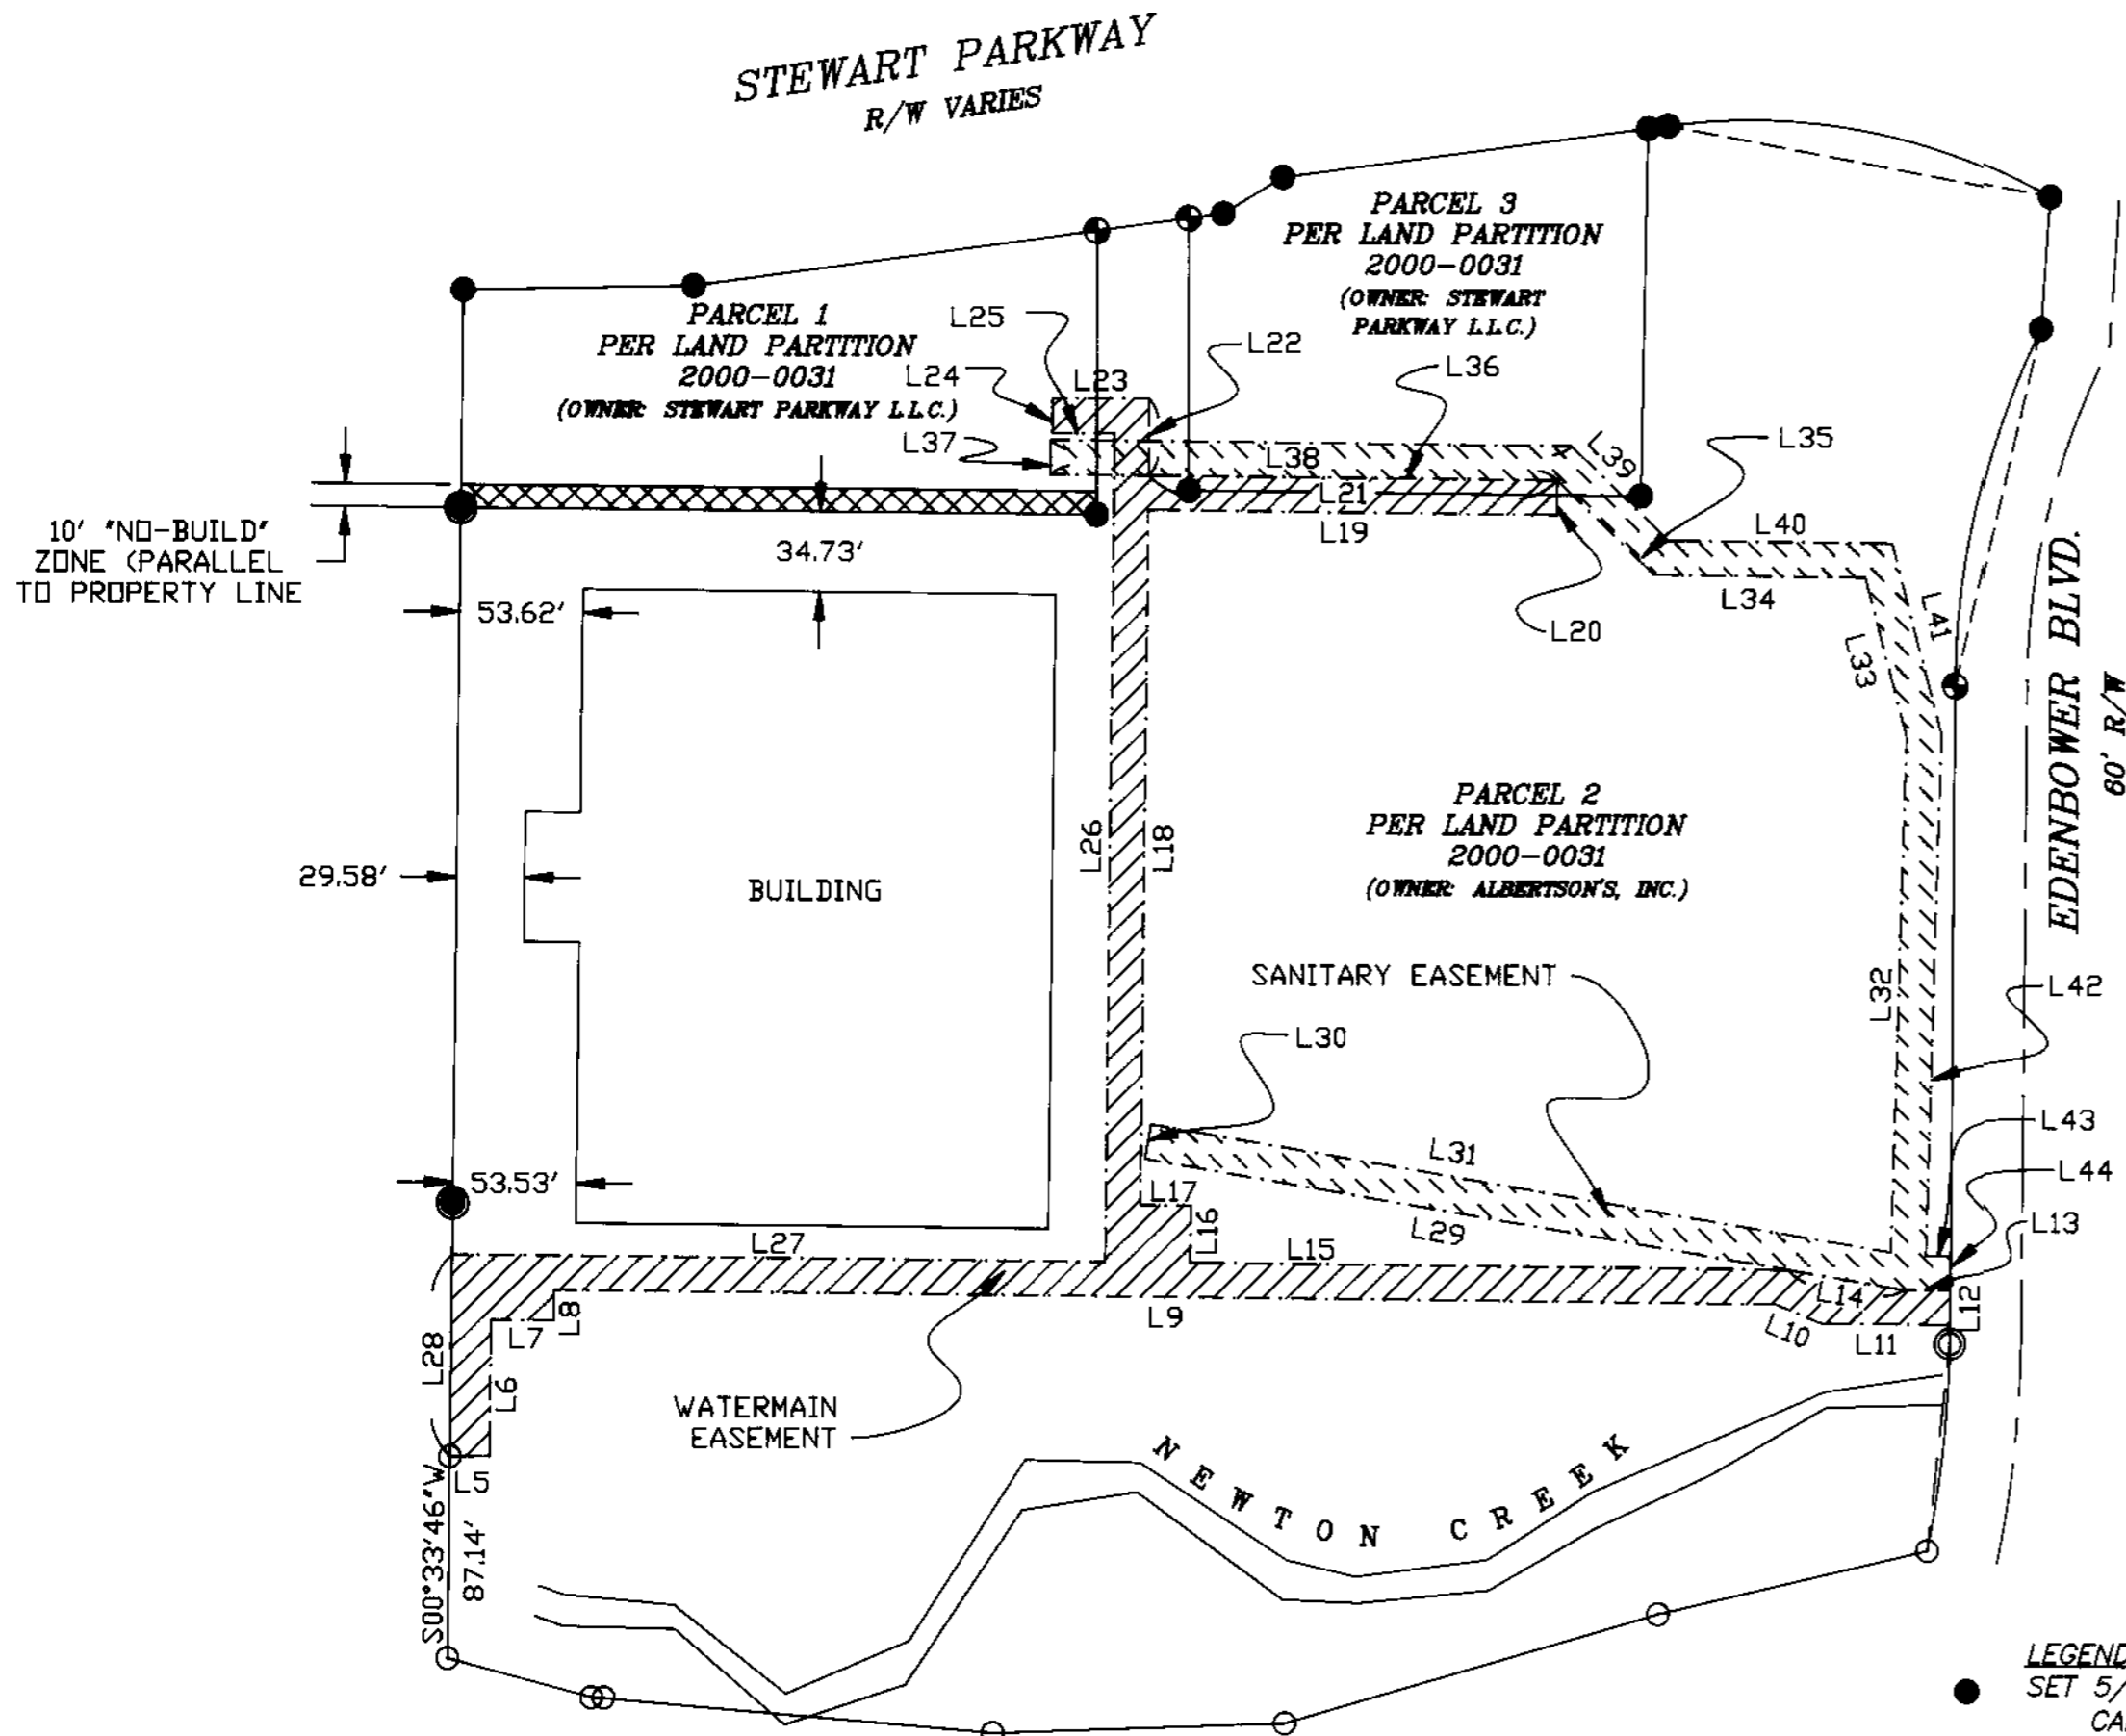 STEWART PARKWAY
R/W VARIES
PARCEL 3
PER LAND PARTITION
2000-0031
(OWNER: STEWART
PARKWAY L.L.C.)
PARCEL 1
PER LAND PARTITION
2000-0031
(OWNER: STEWART PARKWAY L.L.C.)
L25
L24
L23
L22
L36
L37
L38
L39
L35
L21
L19
L40
L34
L20
L41
L33
10' "NO-BUILD"
ZONE (PARALLEL
TO PROPERTY LINE
34.73'
53.62'
EDENBOWER BLVD.
60' R/W
PARCEL 2
PER LAND PARTITION
2000-0031
(OWNER: ALBERTSON'S, INC.)
29.58'
BUILDING
L26
L18
SANITARY EASEMENT
L32
L42
L30
L43
L31
L44
53.53'
L17
L16
L29
L13
L27
L15
L14
L12
L7
L8
L9
L10
L11
L28
L6
WATERMAIN
EASEMENT
NEWTON CREEK
L5
S00°33'46"W
87.14'
LEGEND
SET 5/